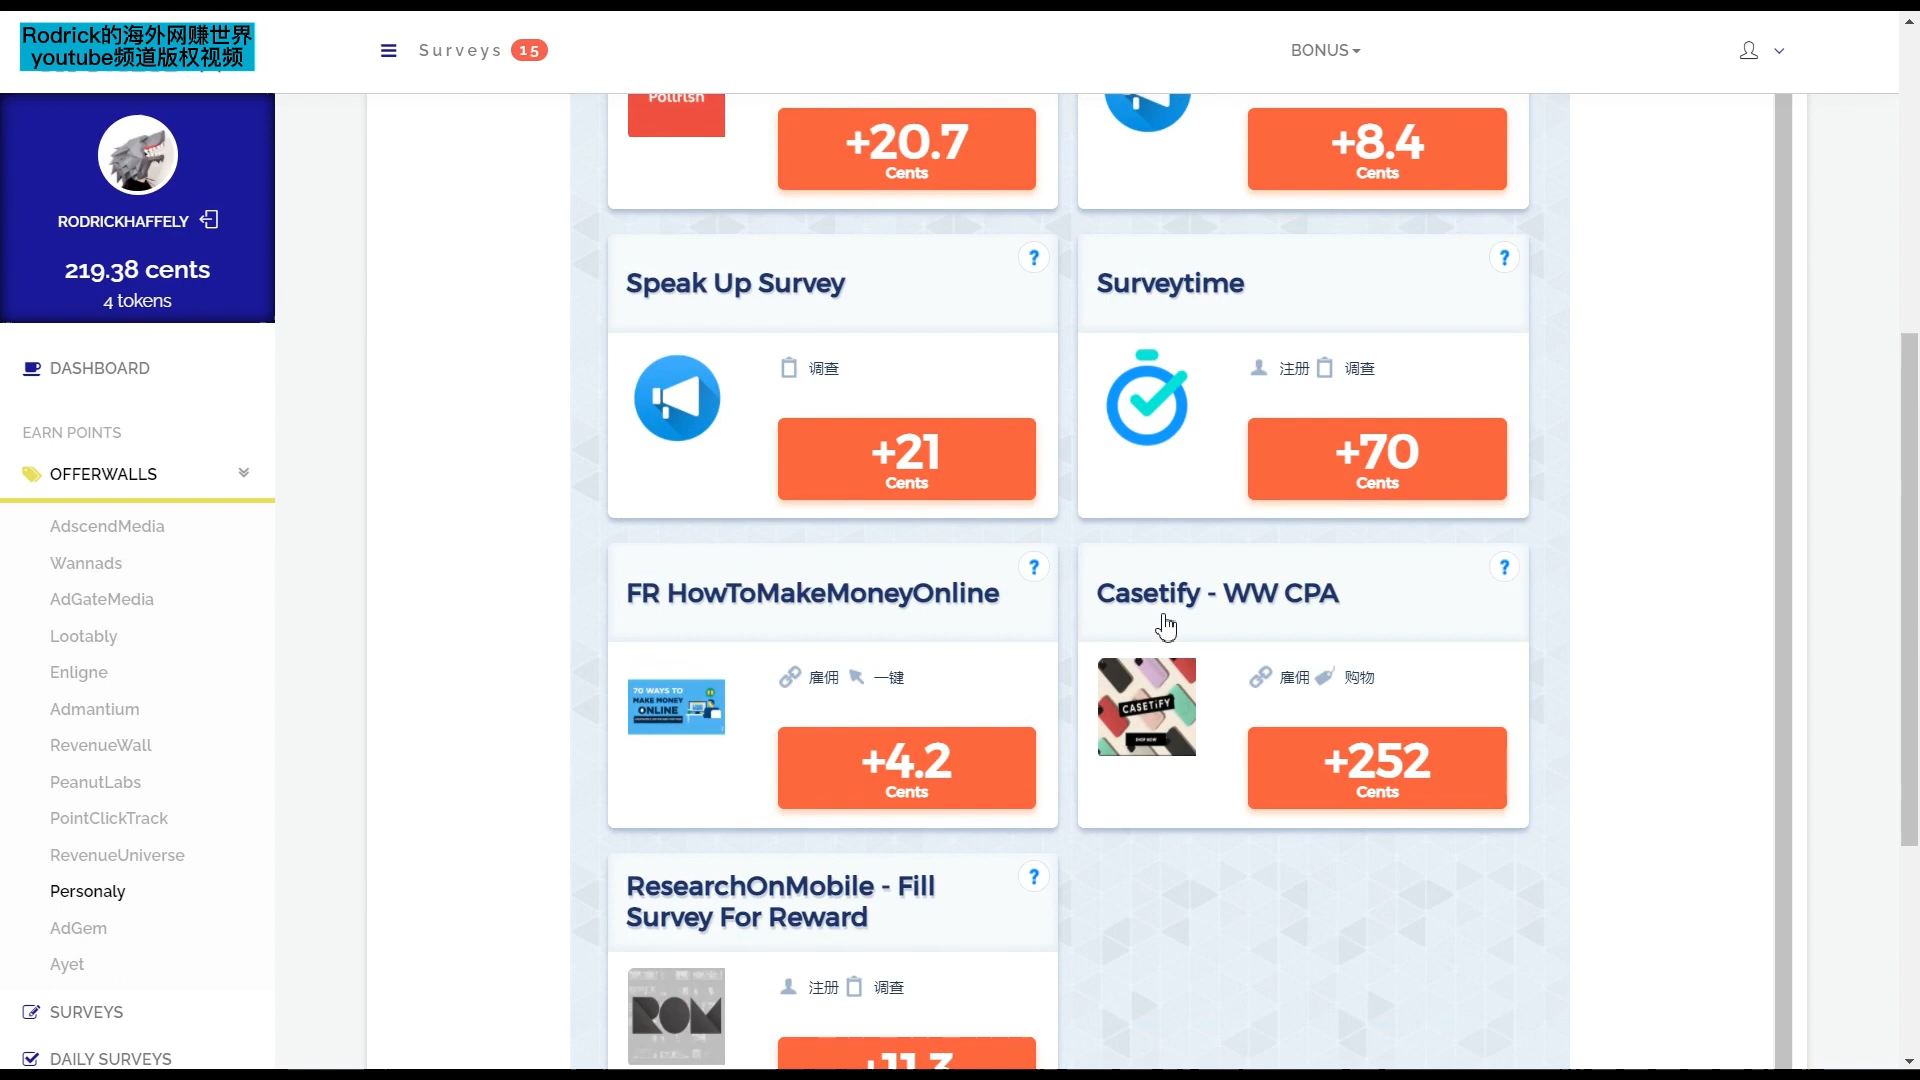 Rodrick的海外网赚世界
youtube频道版权视频
Surveys 15
BONUS
RODRICKHAFFELY
219.38 cents
4 tokens
DASHBOARD
EARN POINTS
OFFERWALLS
AdscendMedia
Wannads
AdGateMedia
Lootably
Enligne
Admantium
RevenueWall
PeanutLabs
PointClickTrack
RevenueUniverse
Personaly
AdGem
Ayet
SURVEYS
DAILY SURVEYS
Pollfish
+20.7
Cents
+8.4
Cents
Speak Up Survey
?
调查
+21
Cents
Surveytime
?
注册 调查
+70
Cents
FR HowToMakeMoneyOnline
?
70 WAYS TO
MAKE MONEY
ONLINE
雇佣 一键
+4.2
Cents
Casetify - WW CPA
?
CASETiFY
SHOP NOW
雇佣 购物
+252
Cents
ResearchOnMobile - Fill
Survey For Reward
?
ROM
注册 调查
+11.3